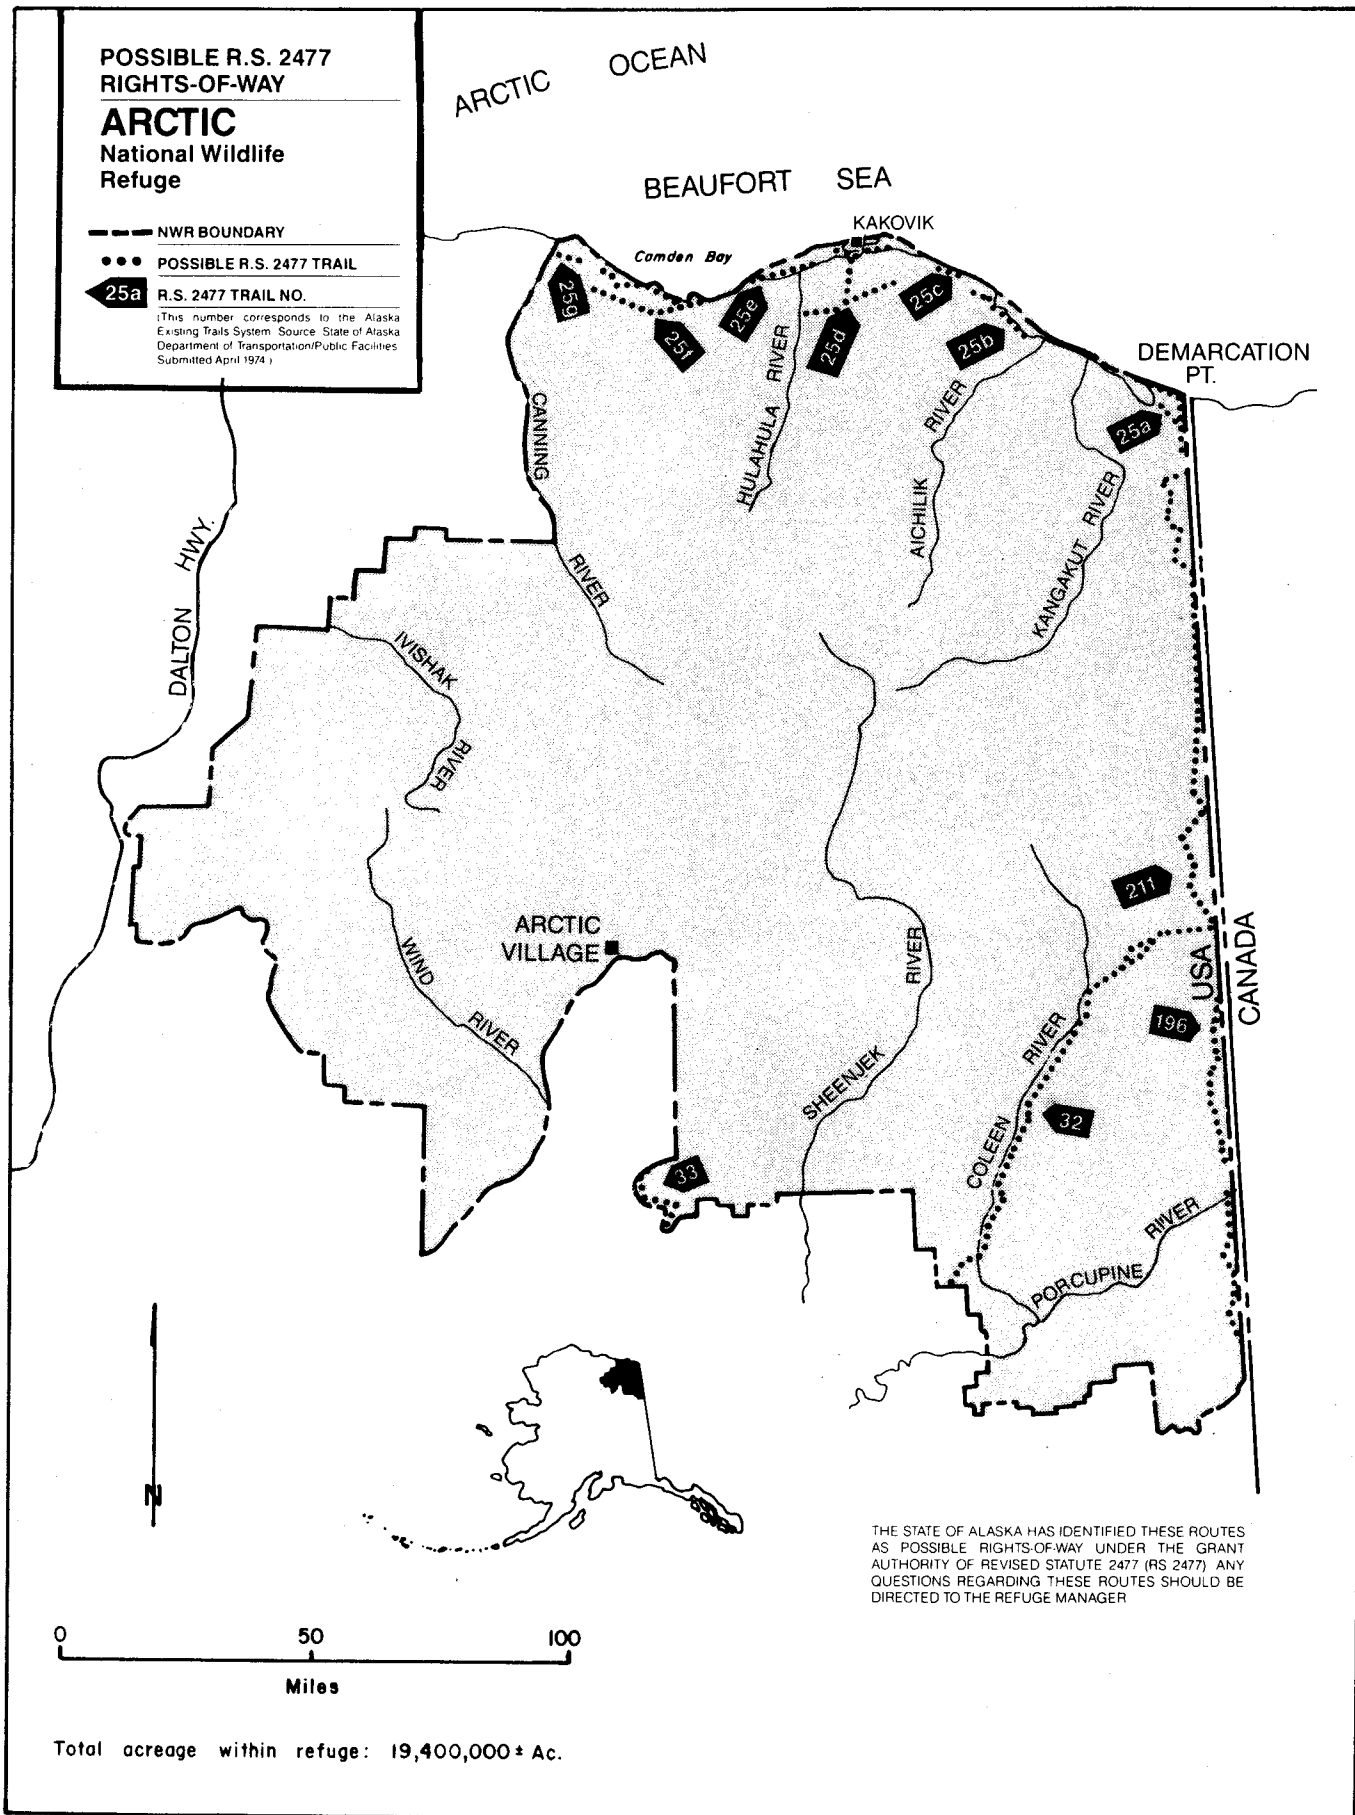 POSSIBLE R.S. 2477
RIGHTS-OF-WAY
ARCTIC
National Wildlife
Refuge
NWR BOUNDARY
POSSIBLE R.S. 2477 TRAIL
25a
R.S. 2477 TRAIL NO.
(This number corresponds to the Alaska
Existing Trails System Source State of Alaska
Department of Transportation/Public Facilities
Submitted April 1974)
ARCTIC OCEAN
BEAUFORT SEA
KAKOVIK
Camden Bay
25g
25f
25e
25d
25c
25b
25a
DEMARCATION
PT.
CANNING
RIVER
HULAHULA RIVER
AICHILIK RIVER
KANGAKUT RIVER
DALTON HWY.
IVISHAK
RIVER
WIND
RIVER
ARCTIC
VILLAGE
SHEENJEK
RIVER
COLEEN
RIVER
211
USA
CANADA
196
32
33
PORCUPINE
RIVER
N
THE STATE OF ALASKA HAS IDENTIFIED THESE ROUTES
AS POSSIBLE RIGHTS-OF-WAY UNDER THE GRANT
AUTHORITY OF REVISED STATUTE 2477 (RS 2477) ANY
QUESTIONS REGARDING THESE ROUTES SHOULD BE
DIRECTED TO THE REFUGE MANAGER
0 50 100
Miles
Total acreage within refuge: 19,400,000± Ac.